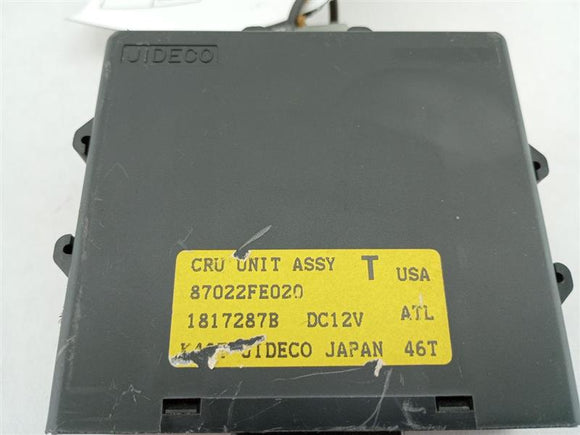 JIDECO
CRU UNIT ASSY T USA
87022FE020
1817287B DC12V ATL
JIDECO JAPAN 46T